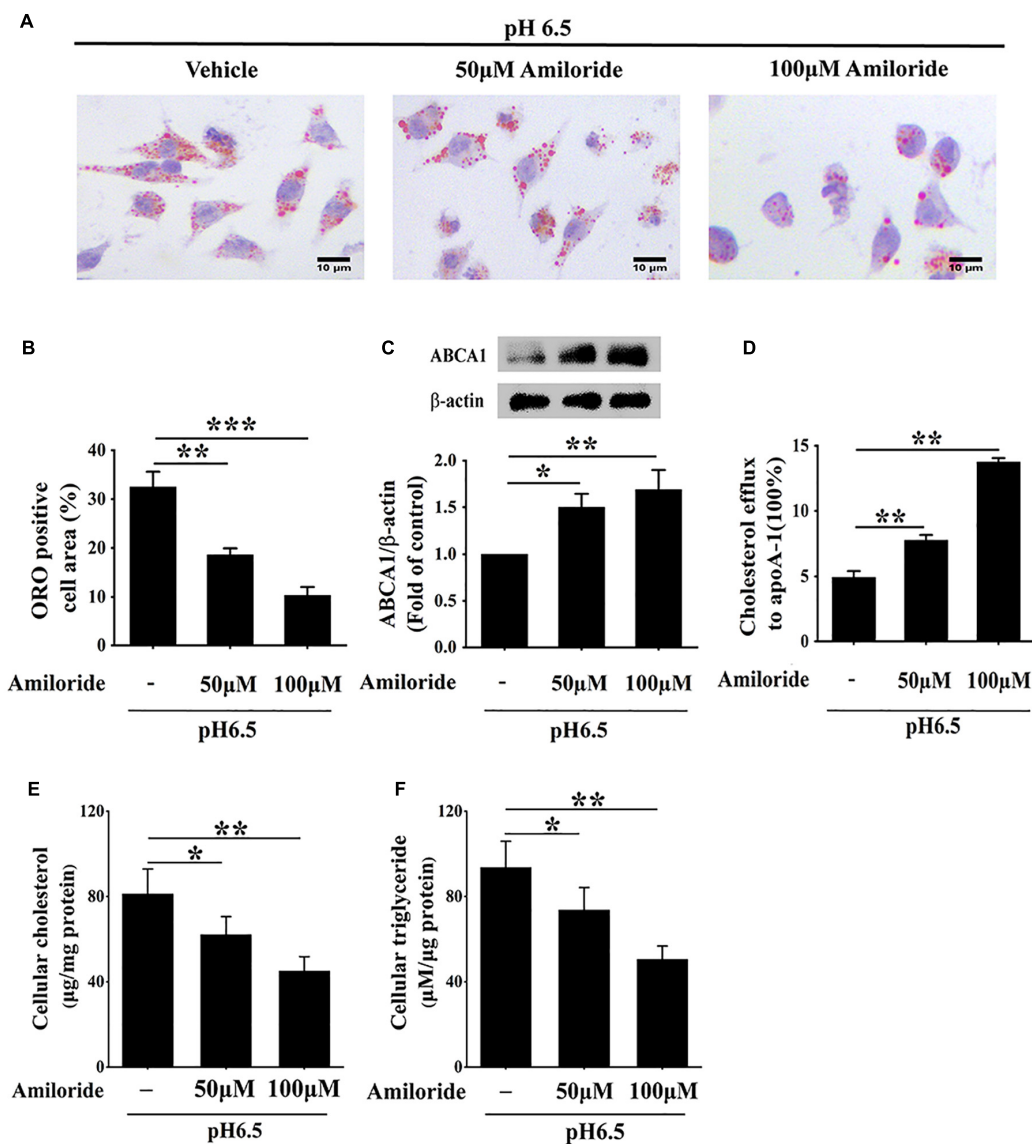 A
pH 6.5
Vehicle
50μM Amiloride
100μM Amiloride
10 μm
10 μm
10 μm
B
***
**
40
30
20
10
0
ORO positive
cell area (%)
Amiloride
-
50μM
100μM
pH6.5
C
ABCA1
β-actin
**
*
2.0
1.5
1.0
0.5
0.0
ABCA1/β-actin
(Fold of control)
Amiloride
-
50μM
100μM
pH6.5
D
**
**
15
10
5
0
Cholesterol efflux
to apoA-1(100%)
Amiloride
-
50μM
100μM
pH6.5
E
**
*
120
80
40
0
Cellular cholesterol
(μg/mg protein)
Amiloride
–
50μM
100μM
pH6.5
F
**
*
120
80
40
0
Cellular triglyceride
(μM/μg protein)
Amiloride
–
50μM
100μM
pH6.5